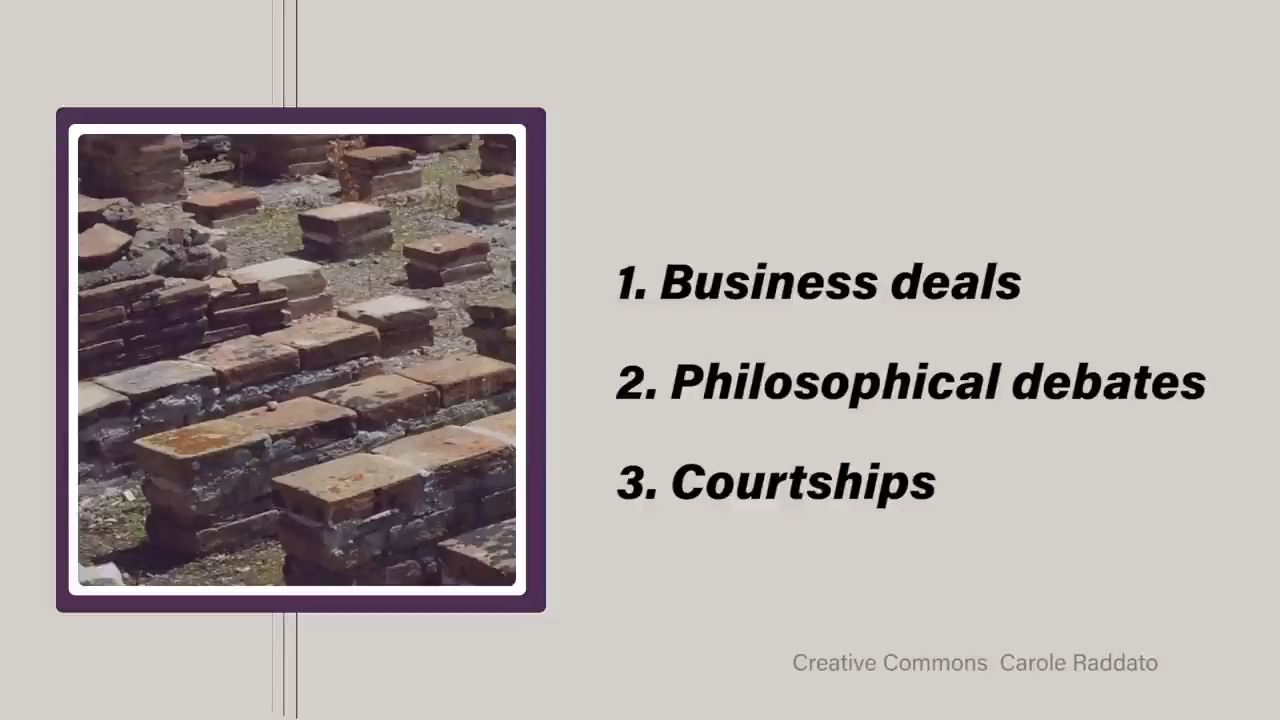 1. Business deals
2. Philosophical debates
3. Courtships
Creative Commons  Carole Raddato